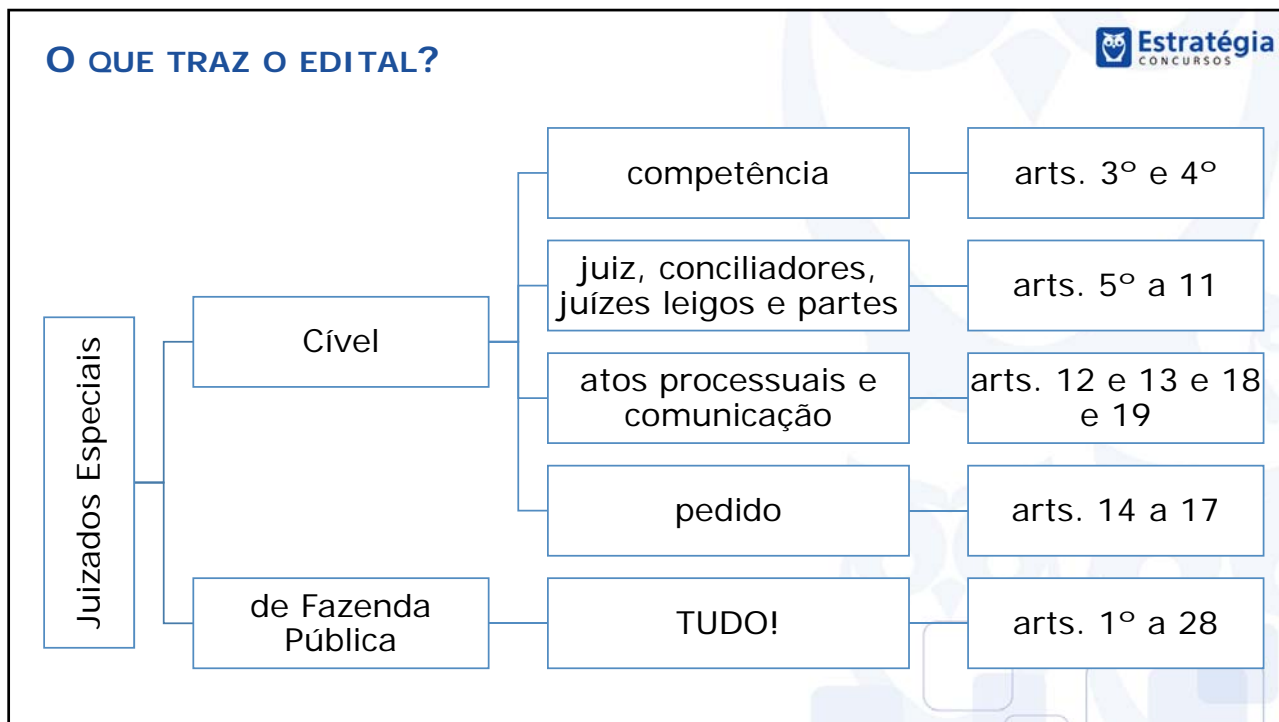 O QUE TRAZ O EDITAL?
Estratégia
CONCURSOS
Juizados Especiais
Cível
competência
arts. 3º e 4º
juiz, conciliadores,
juízes leigos e partes
arts. 5º a 11
atos processuais e
comunicação
arts. 12 e 13 e 18
e 19
pedido
arts. 14 a 17
de Fazenda
Pública
TUDO!
arts. 1º a 28